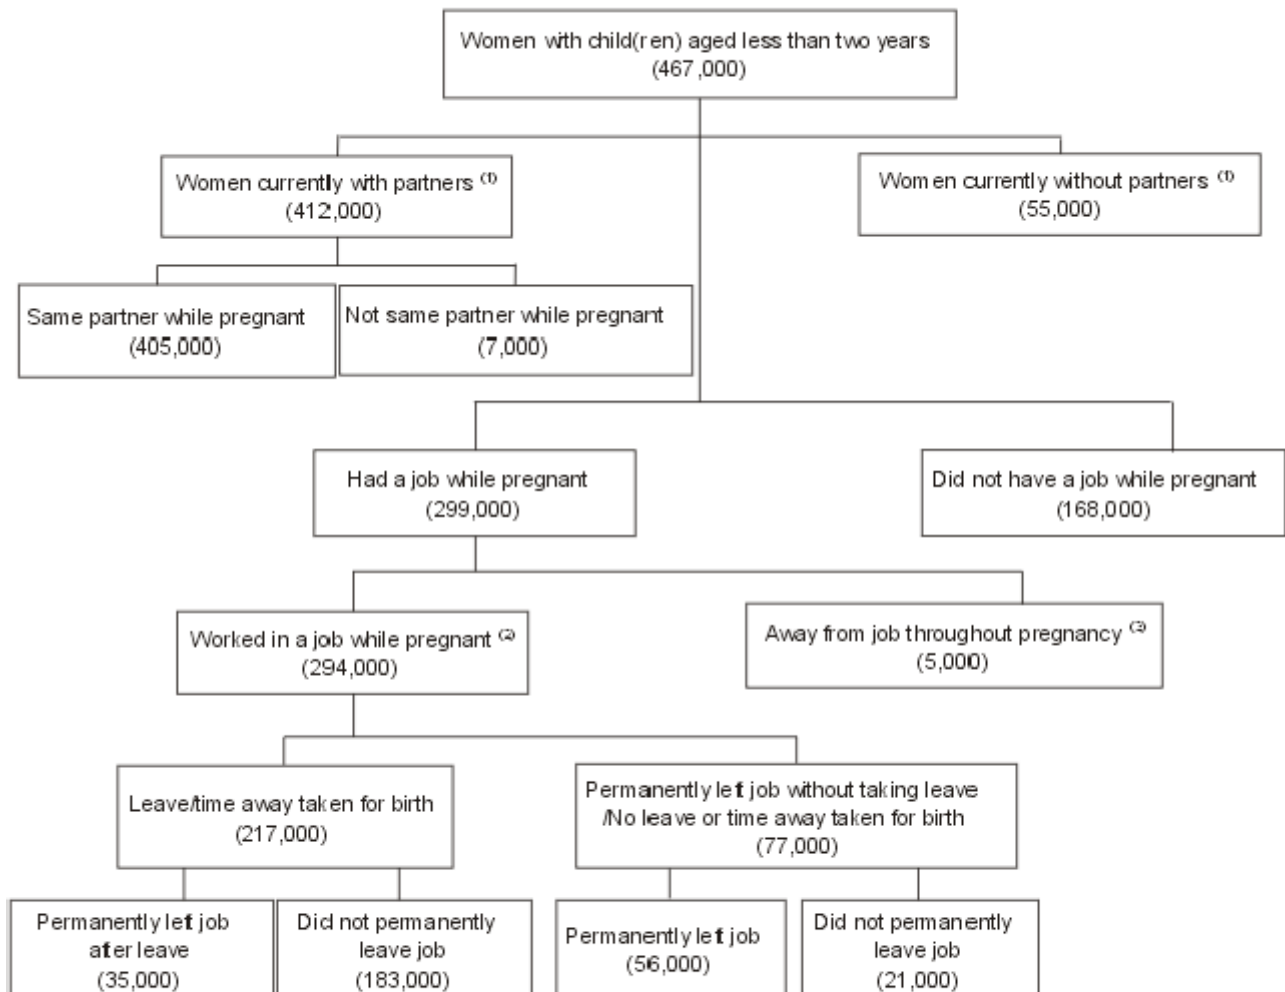 Women with child(ren) aged less than two years
(467,000)
Women currently with partners (1)
(412,000)
Women currently without partners (1)
(55,000)
Same partner while pregnant
(405,000)
Not same partner while pregnant
(7,000)
Had a job while pregnant
(299,000)
Did not have a job while pregnant
(168,000)
Worked in a job while pregnant (2)
(294,000)
Away from job throughout pregnancy (2)
(5,000)
Leave/time away taken for birth
(217,000)
Permanently left job without taking leave
/No leave or time away taken for birth
(77,000)
Permanently left job
after leave
(35,000)
Did not permanently
leave job
(183,000)
Permanently left job
(56,000)
Did not permanently
leave job
(21,000)